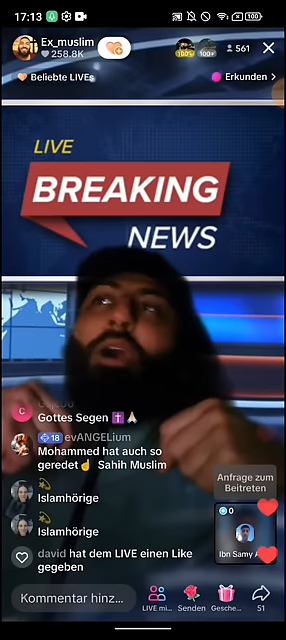 17:13
100
Ex_muslim
258.8K
100+
561
Beliebte LIVEs
Erkunden >
LIVE
BREAKING
NEWS
C
Gottes Segen ✝️🙏🏻
18 evANGELium
Mohammed hat auch so
geredet☝️ Sahih Muslim
Islamhörige
Islamhörige
david hat dem LIVE einen Like
gegeben
Anfrage zum
Beitreten
0
Ibn Samy
Kommentar hinz...
LIVE mi...
Senden
Gesche...
51